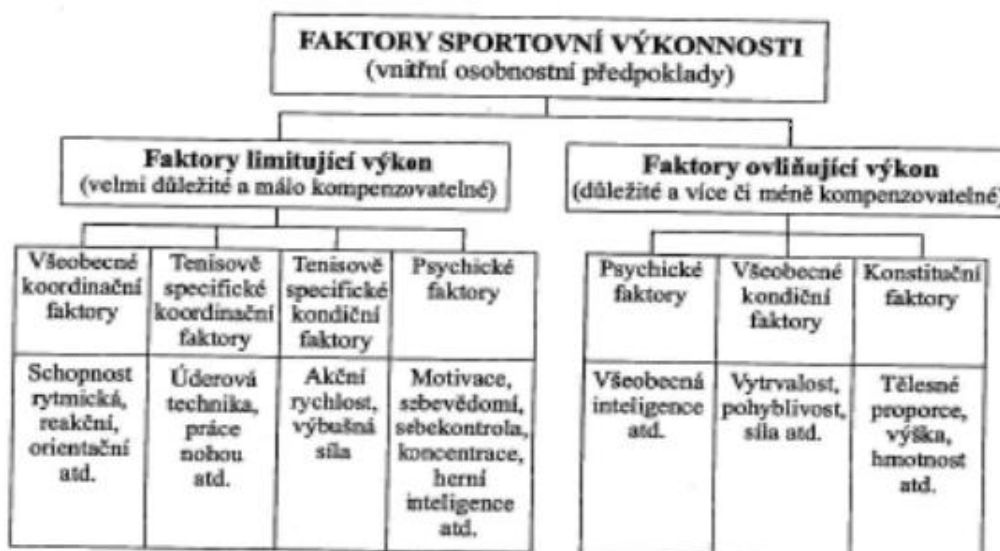 FAKTORY SPORTOVNÍ VÝKONNOSTI
(vnitřní osobnostní předpoklady)
Faktory limitující výkon
(velmi důležité a málo kompenzovatelné)
Faktory ovliňující výkon
(důležité a více či méně kompenzovatelné)
Všeobecné
koordinační
faktory
Tenisově
specifické
koordinační
faktory
Tenisově
specifické
kondiční
faktory
Psychické
faktory
Psychické
faktory
Všeobecné
kondiční
faktory
Konstituční
faktory
Schopnost
rytmická,
reakční,
orientační
atd.
Úderová
technika,
práce
nohou
atd.
Akční
rychlost,
výbušná
síla
Motivace,
sebevědomí,
sebekontrola,
koncentrace,
herní
inteligence
atd.
Všeobecná
inteligence
atd.
Vytrvalost,
pohyblivost,
síla atd.
Tělesné
proporce,
výška,
hmotnost
atd.